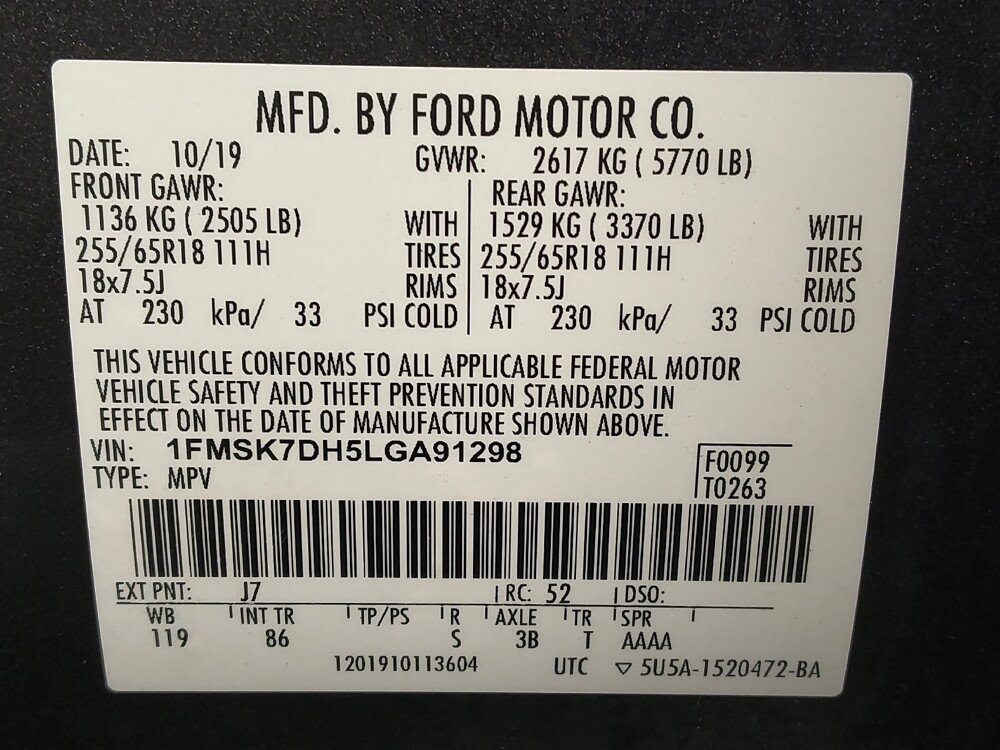 MFD. BY FORD MOTOR CO.
DATE: 10/19 GVWR: 2617 KG ( 5770 LB)
FRONT GAWR: REAR GAWR:
1136 KG ( 2505 LB) WITH 1529 KG ( 3370 LB) WITH
255/65R18 111H TIRES 255/65R18 111H TIRES
18x7.5J RIMS 18x7.5J RIMS
AT 230 kPa/ 33 PSI COLD AT 230 kPa/ 33 PSI COLD
THIS VEHICLE CONFORMS TO ALL APPLICABLE FEDERAL MOTOR
VEHICLE SAFETY AND THEFT PREVENTION STANDARDS IN
EFFECT ON THE DATE OF MANUFACTURE SHOWN ABOVE.
VIN: 1FMSK7DH5LGA91298
F0099
TYPE: MPV
T0263
EXT PNT: J7 RC: 52 DSO:
WB INT TR TP/PS R AXLE TR SPR
119 86 S 3B T AAAA
1201910113604 UTC ▽ 5U5A-1520472-BA